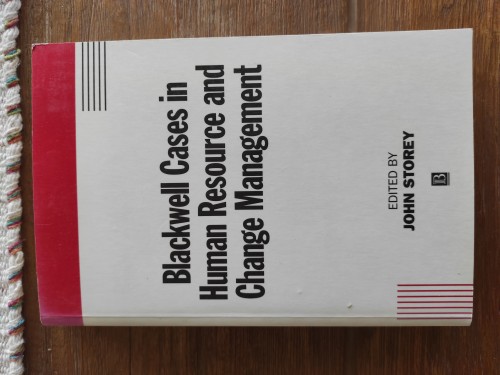 Blackwell Cases in
Human Resource and
Change Management
EDITED BY
JOHN STOREY
B